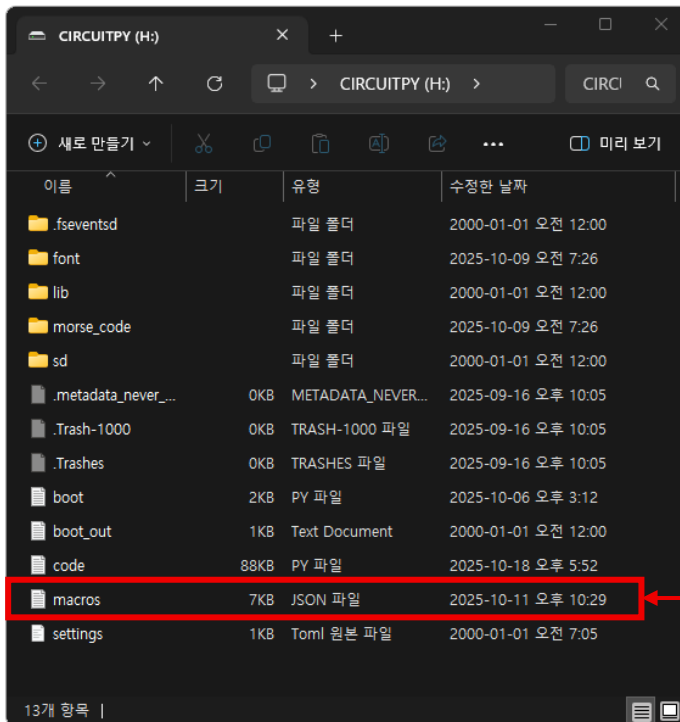 CIRCUITPY (H:)
CIRCUITPY (H:)
새로 만들기
미리 보기
이름 크기 유형 수정한 날짜
.fseventsd 파일 폴더 2000-01-01 오전 12:00
font 파일 폴더 2025-10-09 오전 7:26
lib 파일 폴더 2000-01-01 오전 12:00
morse_code 파일 폴더 2025-10-09 오전 7:26
sd 파일 폴더 2000-01-01 오전 12:00
.metadata_never_... 0KB METADATA_NEVER... 2025-09-16 오후 10:05
.Trash-1000 0KB TRASH-1000 파일 2025-09-16 오후 10:05
.Trashes 0KB TRASHES 파일 2025-09-16 오후 10:05
boot 2KB PY 파일 2025-10-06 오후 3:12
boot_out 1KB Text Document 2000-01-01 오전 12:00
code 88KB PY 파일 2025-10-18 오후 5:52
macros 7KB JSON 파일 2025-10-11 오후 10:29
settings 1KB Toml 원본 파일 2000-01-01 오전 7:05
13개 항목